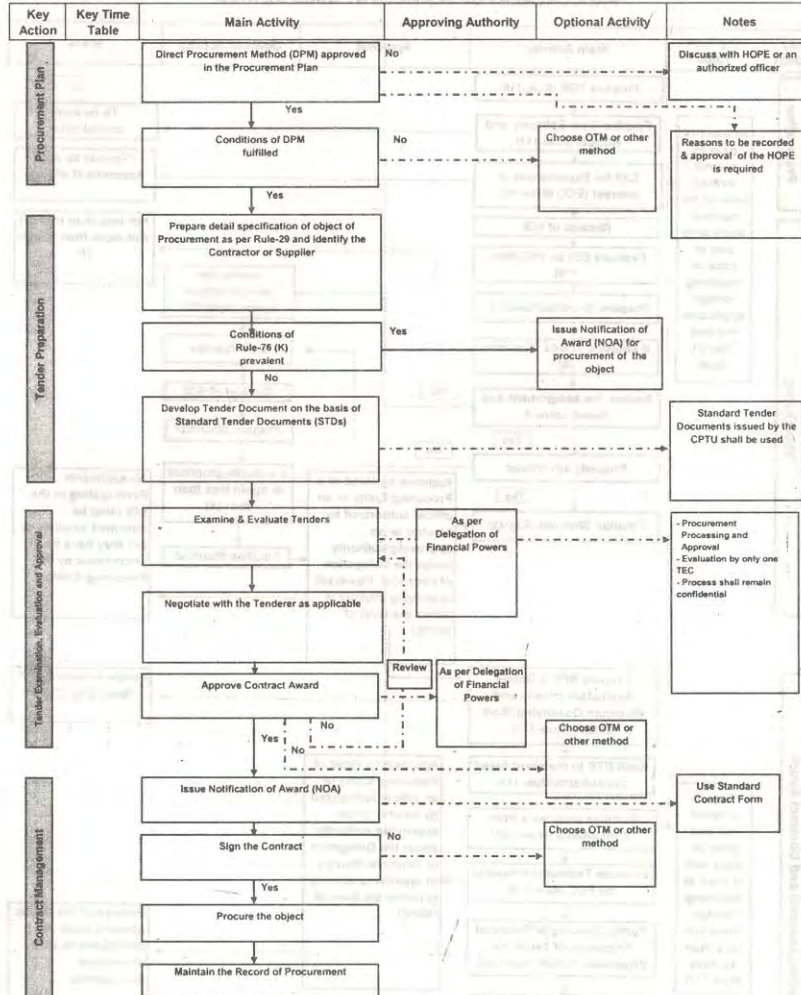 Key Action
Key Time Table
Main Activity
Approving Authority
Optional Activity
Notes
Procurement Plan
Direct Procurement Method (DPM) approved
in the Procurement Plan
No
Discuss with HOPE or an
authorized officer
Yes
Conditions of DPM
fulfilled
No
Choose OTM or other
method
Reasons to be recorded
& approval of the HOPE
is required
Yes
Tender Preparation
Prepare detail specification of object of
Procurement as per Rule-29 and identify the
Contractor or Supplier
Conditions of
Rule-76 (K)
prevalent
Yes
Issue Notification of
Award (NOA) for
procurement of the
object
No
Develop Tender Document on the basis of
Standard Tender Documents (STDs)
Standard Tender
Documents issued by the
CPTU shall be used
Tender Examination, Evaluation and Approval
Examine & Evaluate Tenders
As per
Delegation of
Financial Powers
- Procurement
Processing and
Approval
- Evaluation by only one
TEC
- Process shall remain
confidential
Negotiate with the Tenderer as applicable
Review
Approve Contract Award
As per Delegation
of Financial
Powers
No
Yes
No
Choose OTM or
other method
Contract Management
Issue Notification of Award (NOA)
Use Standard
Contract Form
Sign the Contract
No
Choose OTM or other
method
Yes
Procure the object
Maintain the Record of Procurement